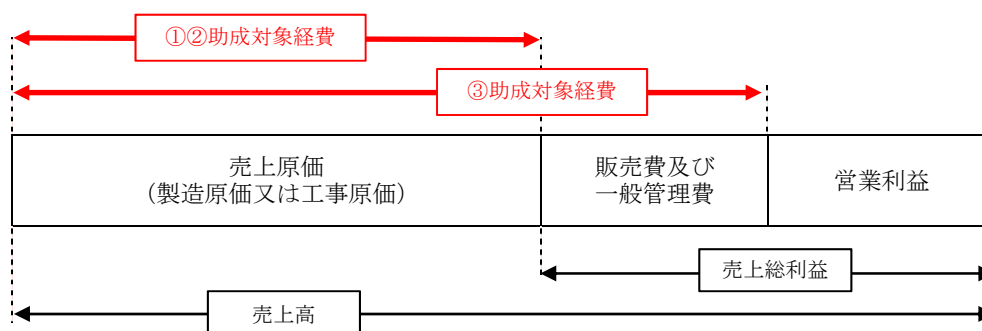 ①②助成対象経費
③助成対象経費
売上原価
（製造原価又は工事原価）
販売費及び
一般管理費
営業利益
売上総利益
売上高